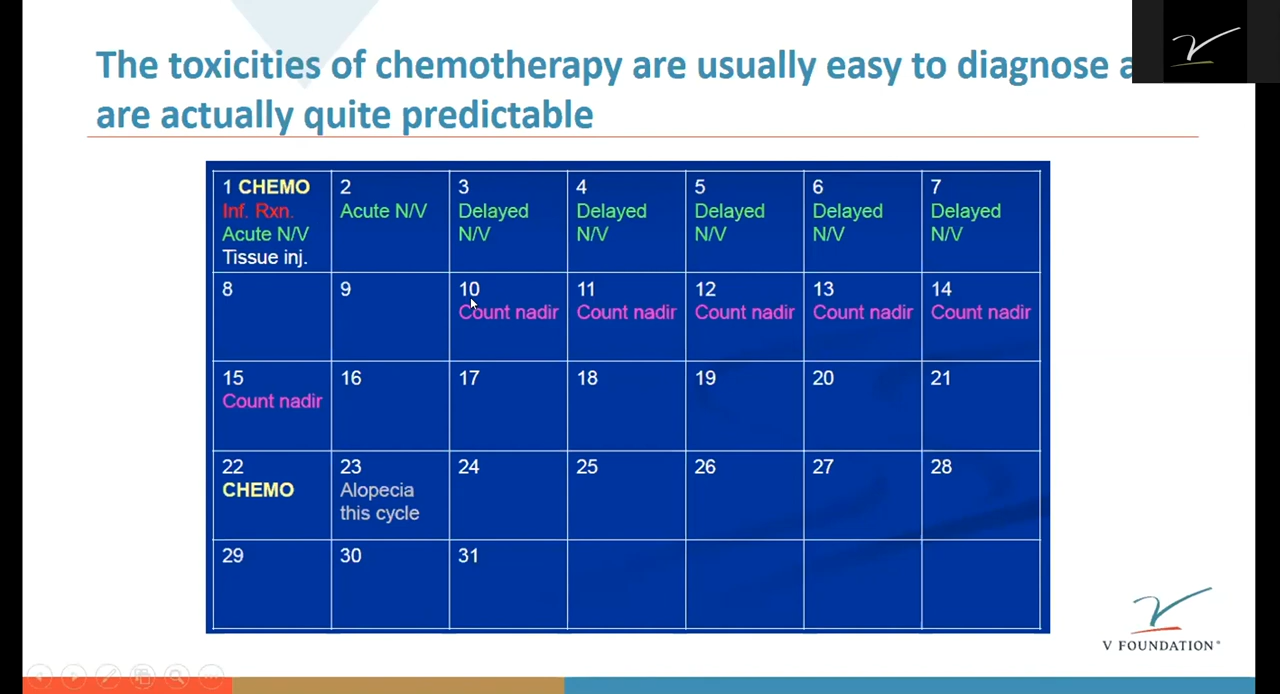 The toxicities of chemotherapy are usually easy to diagnose
are actually quite predictable
1 CHEMO
Inf. Rxn.
Acute N/V
Tissue inj.
2
Acute N/V
3
Delayed
N/V
4
Delayed
N/V
5
Delayed
N/V
6
Delayed
N/V
7
Delayed
N/V
8
9
10
Count nadir
11
Count nadir
12
Count nadir
13
Count nadir
14
Count nadir
15
Count nadir
16
17
18
19
20
21
22
CHEMO
23
Alopecia
this cycle
24
25
26
27
28
29
30
31
V FOUNDATION®